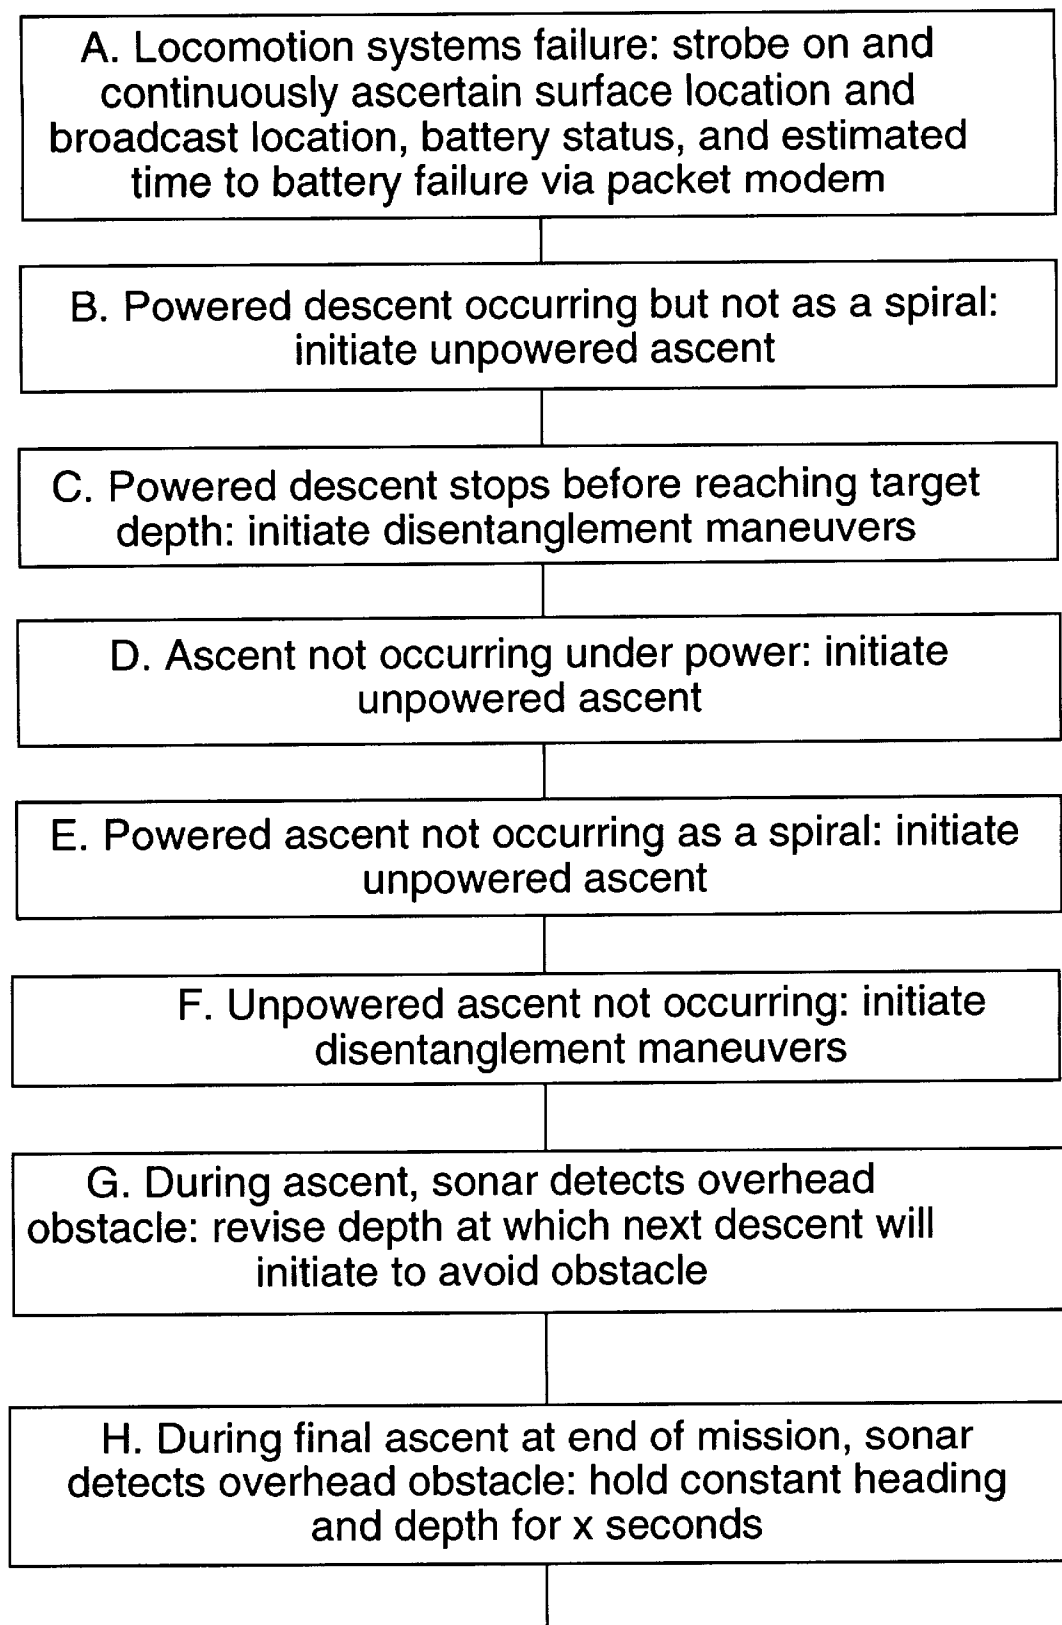 A. Locomotion systems failure: strobe on and
continuously ascertain surface location and
broadcast location, battery status, and estimated
time to battery failure via packet modem
B. Powered descent occurring but not as a spiral:
initiate unpowered ascent
C. Powered descent stops before reaching target
depth: initiate disentanglement maneuvers
D. Ascent not occurring under power: initiate
unpowered ascent
E. Powered ascent not occurring as a spiral: initiate
unpowered ascent
F. Unpowered ascent not occurring: initiate
disentanglement maneuvers
G. During ascent, sonar detects overhead
obstacle: revise depth at which next descent will
initiate to avoid obstacle
H. During final ascent at end of mission, sonar
detects overhead obstacle: hold constant heading
and depth for x seconds